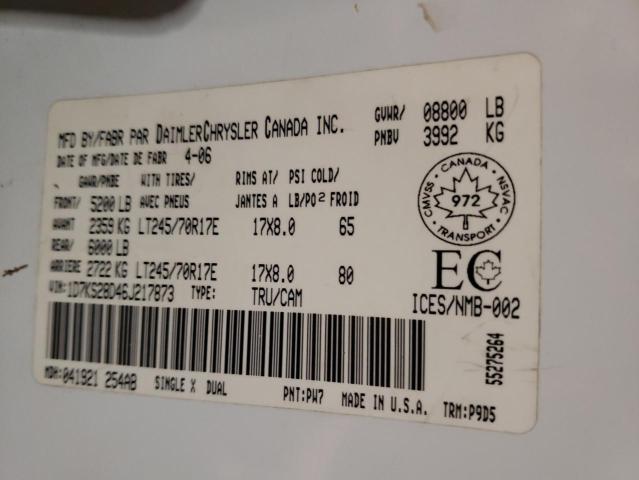 MFD BY/FABR PAR DAIMLERCHRYSLER CANADA INC.
GVWR/ 08800 LB
PNBV 3992 KG
DATE OF MFG/DATE DE FABR 4-06
GAWR/PNBE WITH TIRES/ RIMS AT/ PSI COLD/
FRONT/ 5200 LB AVEC PNEUS JANTES A LB/PO2 FROID
AVANT 2359 KG LT245/70R17E 17X8.0 65
REAR/ 6000 LB
ARRIERE 2722 KG LT245/70R17E 17X8.0 80
VIN: 1D7KS28D46J217873 TYPE: TRU/CAM
CANADA
CMVSS 972 NSVAC
TRANSPORT
EC
ICES/NMB-002
55275264
MDH: 041921 254AB SINGLE X DUAL
PNT: PW7 MADE IN U.S.A. TRM: P9D5